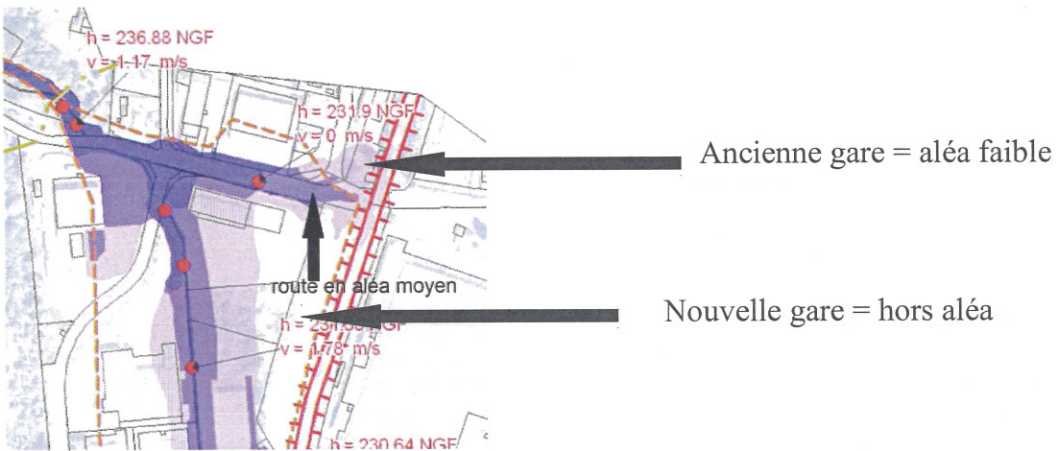 h = 236.88 NGF
v = 1.17 m/s
h = 231.9 NGF
v = 0 m/s
Ancienne gare = aléa faible
route en aléa moyen
Nouvelle gare = hors aléa
h = NGF
v = 1.78 m/s
h = 230.64 NGF